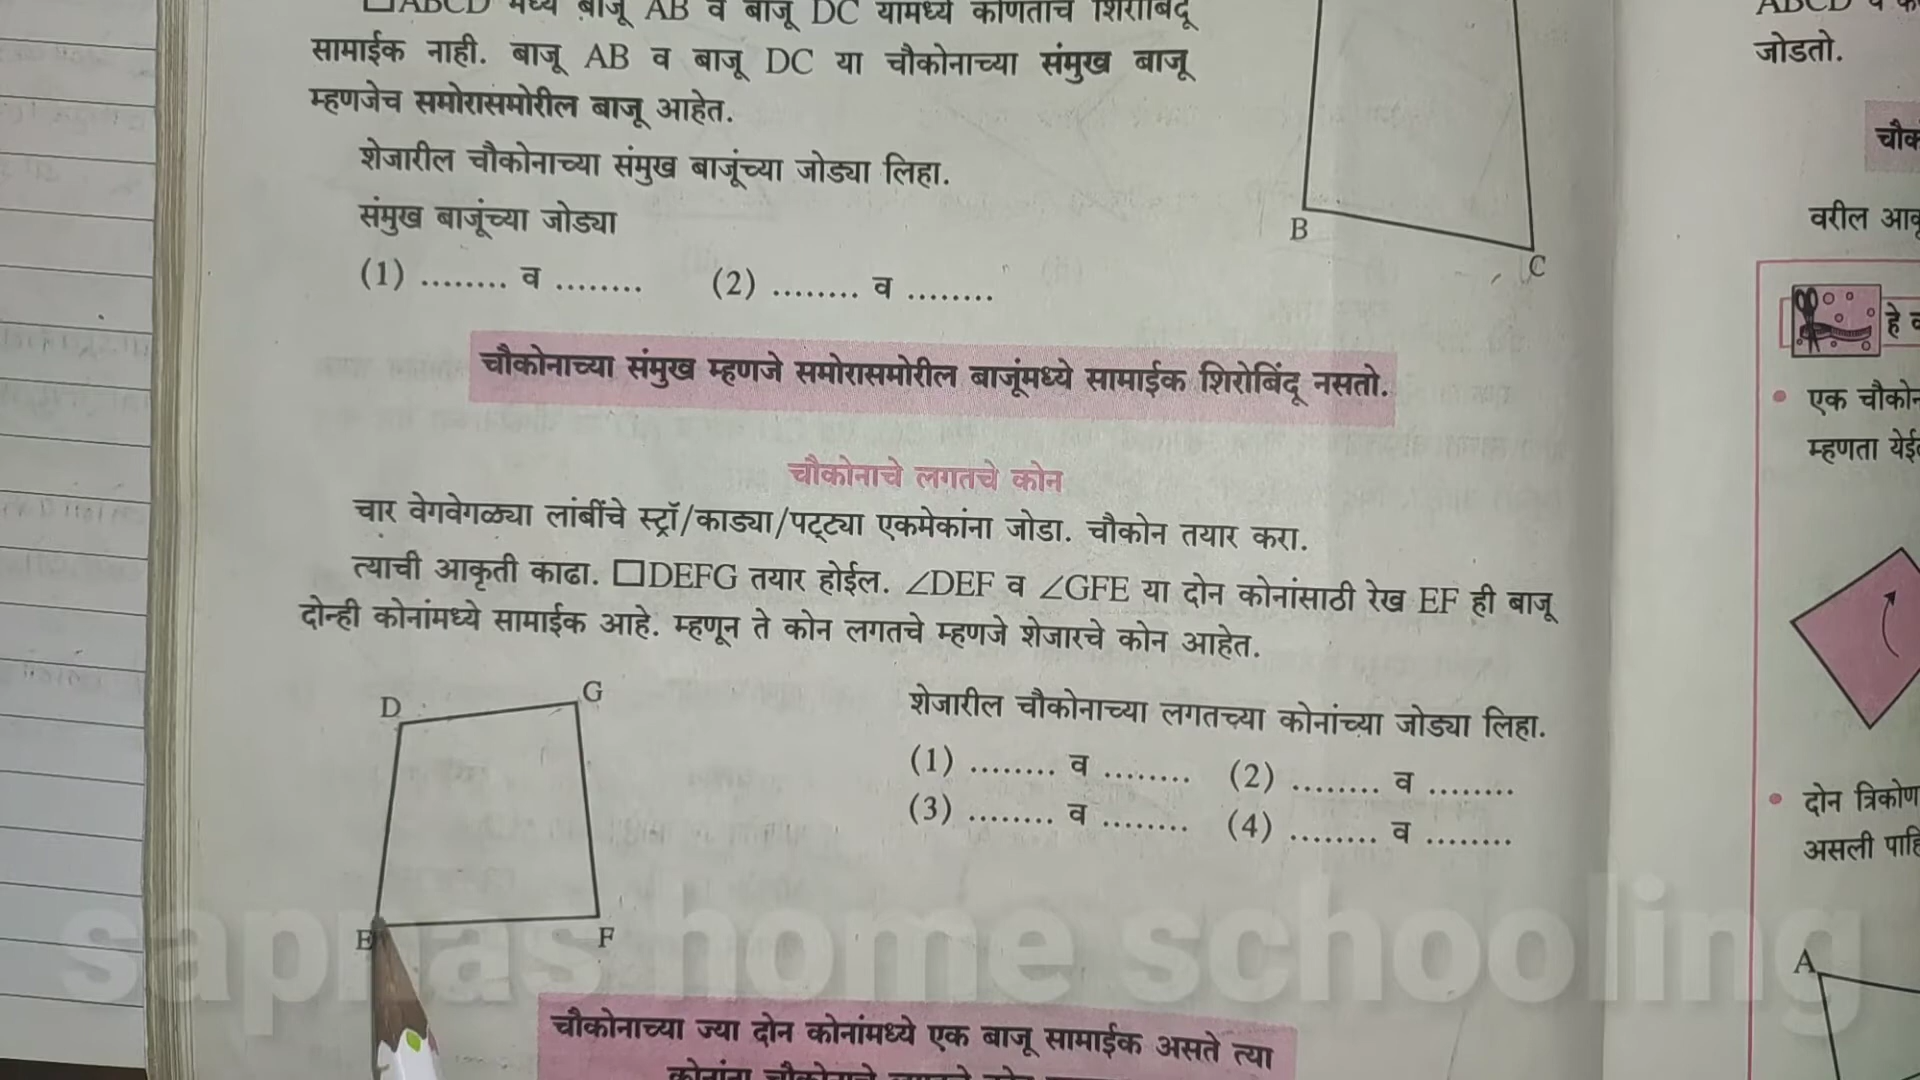 □ABCD मध्ये बाजू AB व बाजू DC यांमध्ये कोणताच शिरोबिंदू
सामाईक नाही. बाजू AB व बाजू DC या चौकोनाच्या संमुख बाजू
म्हणजेच समोरासमोरील बाजू आहेत.
शेजारील चौकोनाच्या संमुख बाजूंच्या जोड्या लिहा.
संमुख बाजूंच्या जोड्या
(1) ........ व ........ (2) ........ व ........
B
C
चौकोनाच्या संमुख म्हणजे समोरासमोरील बाजूंमध्ये सामाईक शिरोबिंदू नसतो.
चौकोनाचे लगतचे कोन
चार वेगवेगळ्या लांबींचे स्ट्रॉ/काड्या/पट्ट्या एकमेकांना जोडा. चौकोन तयार करा.
त्याची आकृती काढा. □DEFG तयार होईल. ∠DEF व ∠GFE या दोन कोनांसाठी रेख EF ही बाजू
दोन्ही कोनांमध्ये सामाईक आहे. म्हणून ते कोन लगतचे म्हणजे शेजारचे कोन आहेत.
D
G
E
F
शेजारील चौकोनाच्या लगतच्या कोनांच्या जोड्या लिहा.
(1) ........ व ........ (2) ........ व ........
(3) ........ व ........ (4) ........ व ........
चौकोनाच्या ज्या दोन कोनांमध्ये एक बाजू सामाईक असते त्या
ABCD व
जोडतो.
वरील
हे
एक
म्हणता
दोन त्रिकोण
असली
A
sapnas home schooling